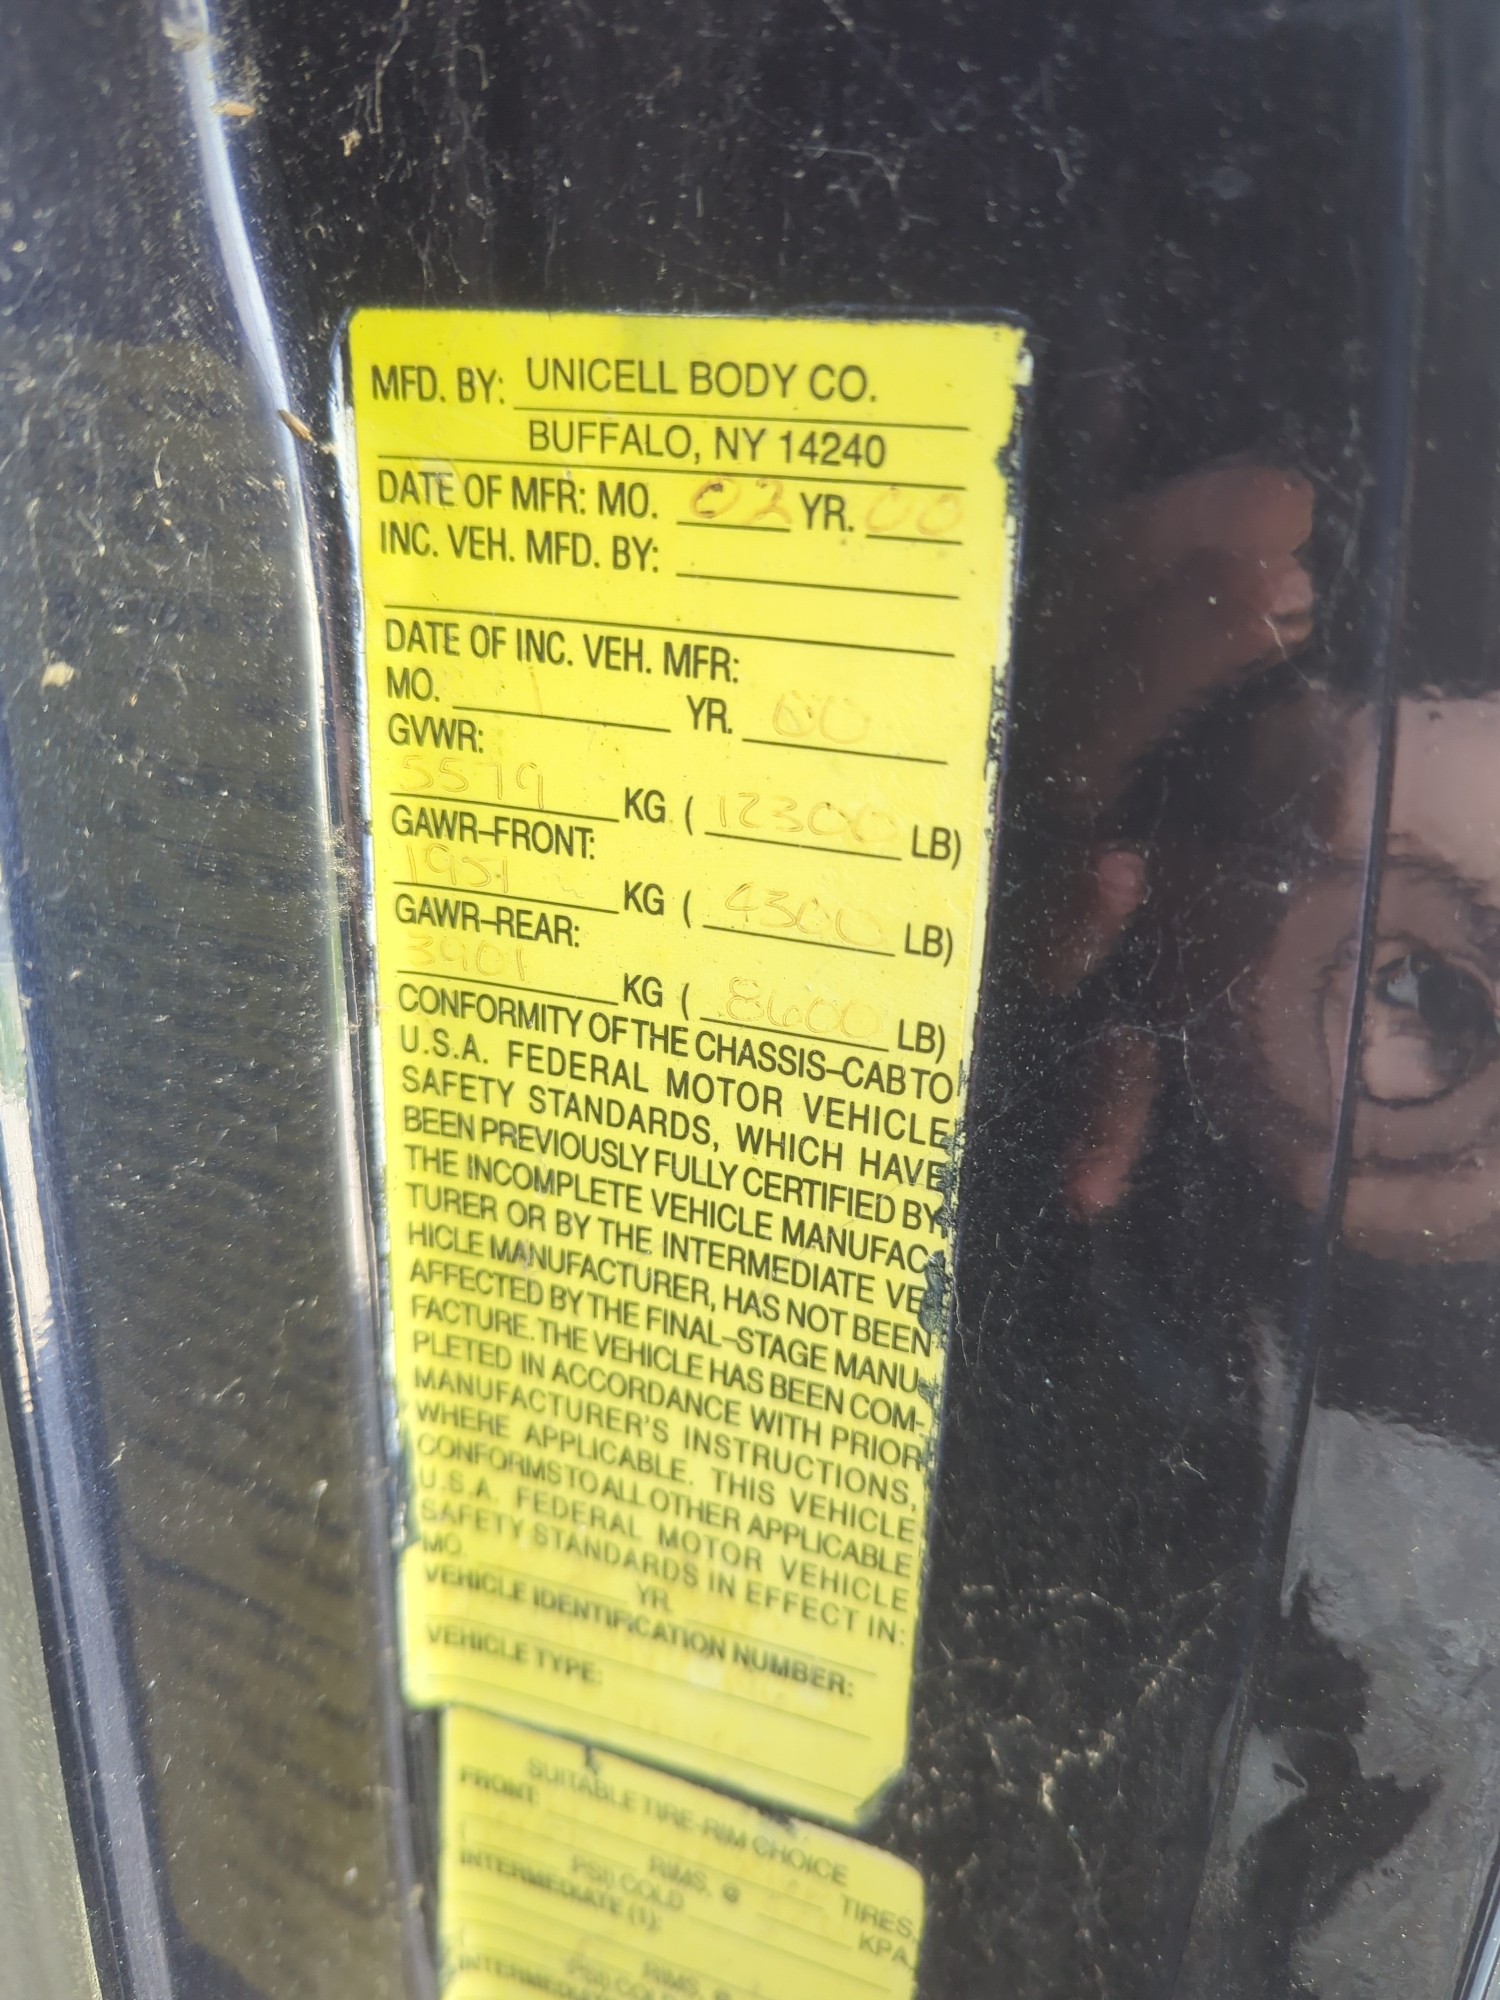 MFD. BY: UNICELL BODY CO.
BUFFALO, NY 14240
DATE OF MFR: MO. 02 YR. 00
INC. VEH. MFD. BY:
DATE OF INC. VEH. MFR:
MO. 1 YR. 00
GVWR:
5579 KG ( 12300 LB)
GAWR-FRONT:
1951 KG ( 4300 LB)
GAWR-REAR:
3901 KG ( 8600 LB)
CONFORMITY OF THE CHASSIS-CAB TO
U.S.A. FEDERAL MOTOR VEHICLE
SAFETY STANDARDS, WHICH HAVE
BEEN PREVIOUSLY FULLY CERTIFIED BY
THE INCOMPLETE VEHICLE MANUFAC-
TURER OR BY THE INTERMEDIATE VE-
HICLE MANUFACTURER, HAS NOT BEEN
AFFECTED BY THE FINAL-STAGE MANU-
FACTURE. THE VEHICLE HAS BEEN COM-
PLETED IN ACCORDANCE WITH PRIOR
MANUFACTURER'S INSTRUCTIONS,
WHERE APPLICABLE. THIS VEHICLE
CONFORMS TO ALL OTHER APPLICABLE
U.S.A. FEDERAL MOTOR VEHICLE
SAFETY STANDARDS IN EFFECT IN:
MO. YR.
VEHICLE IDENTIFICATION NUMBER:
VEHICLE TYPE:
SUITABLE TIRE-RIM CHOICE
FRONT: TIRES,
RIMS, @ KPA
( PSI) COLD
INTERMEDIATE (1):
RIMS, @
( PSI) COLD
INTERMEDIATE